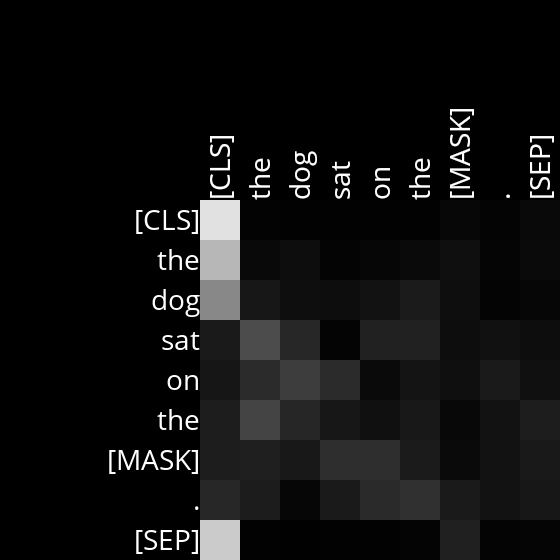 [CLS] the dog sat on the [MASK] . [SEP]
[CLS]
the
dog
sat
on
the
[MASK]
.
[SEP]